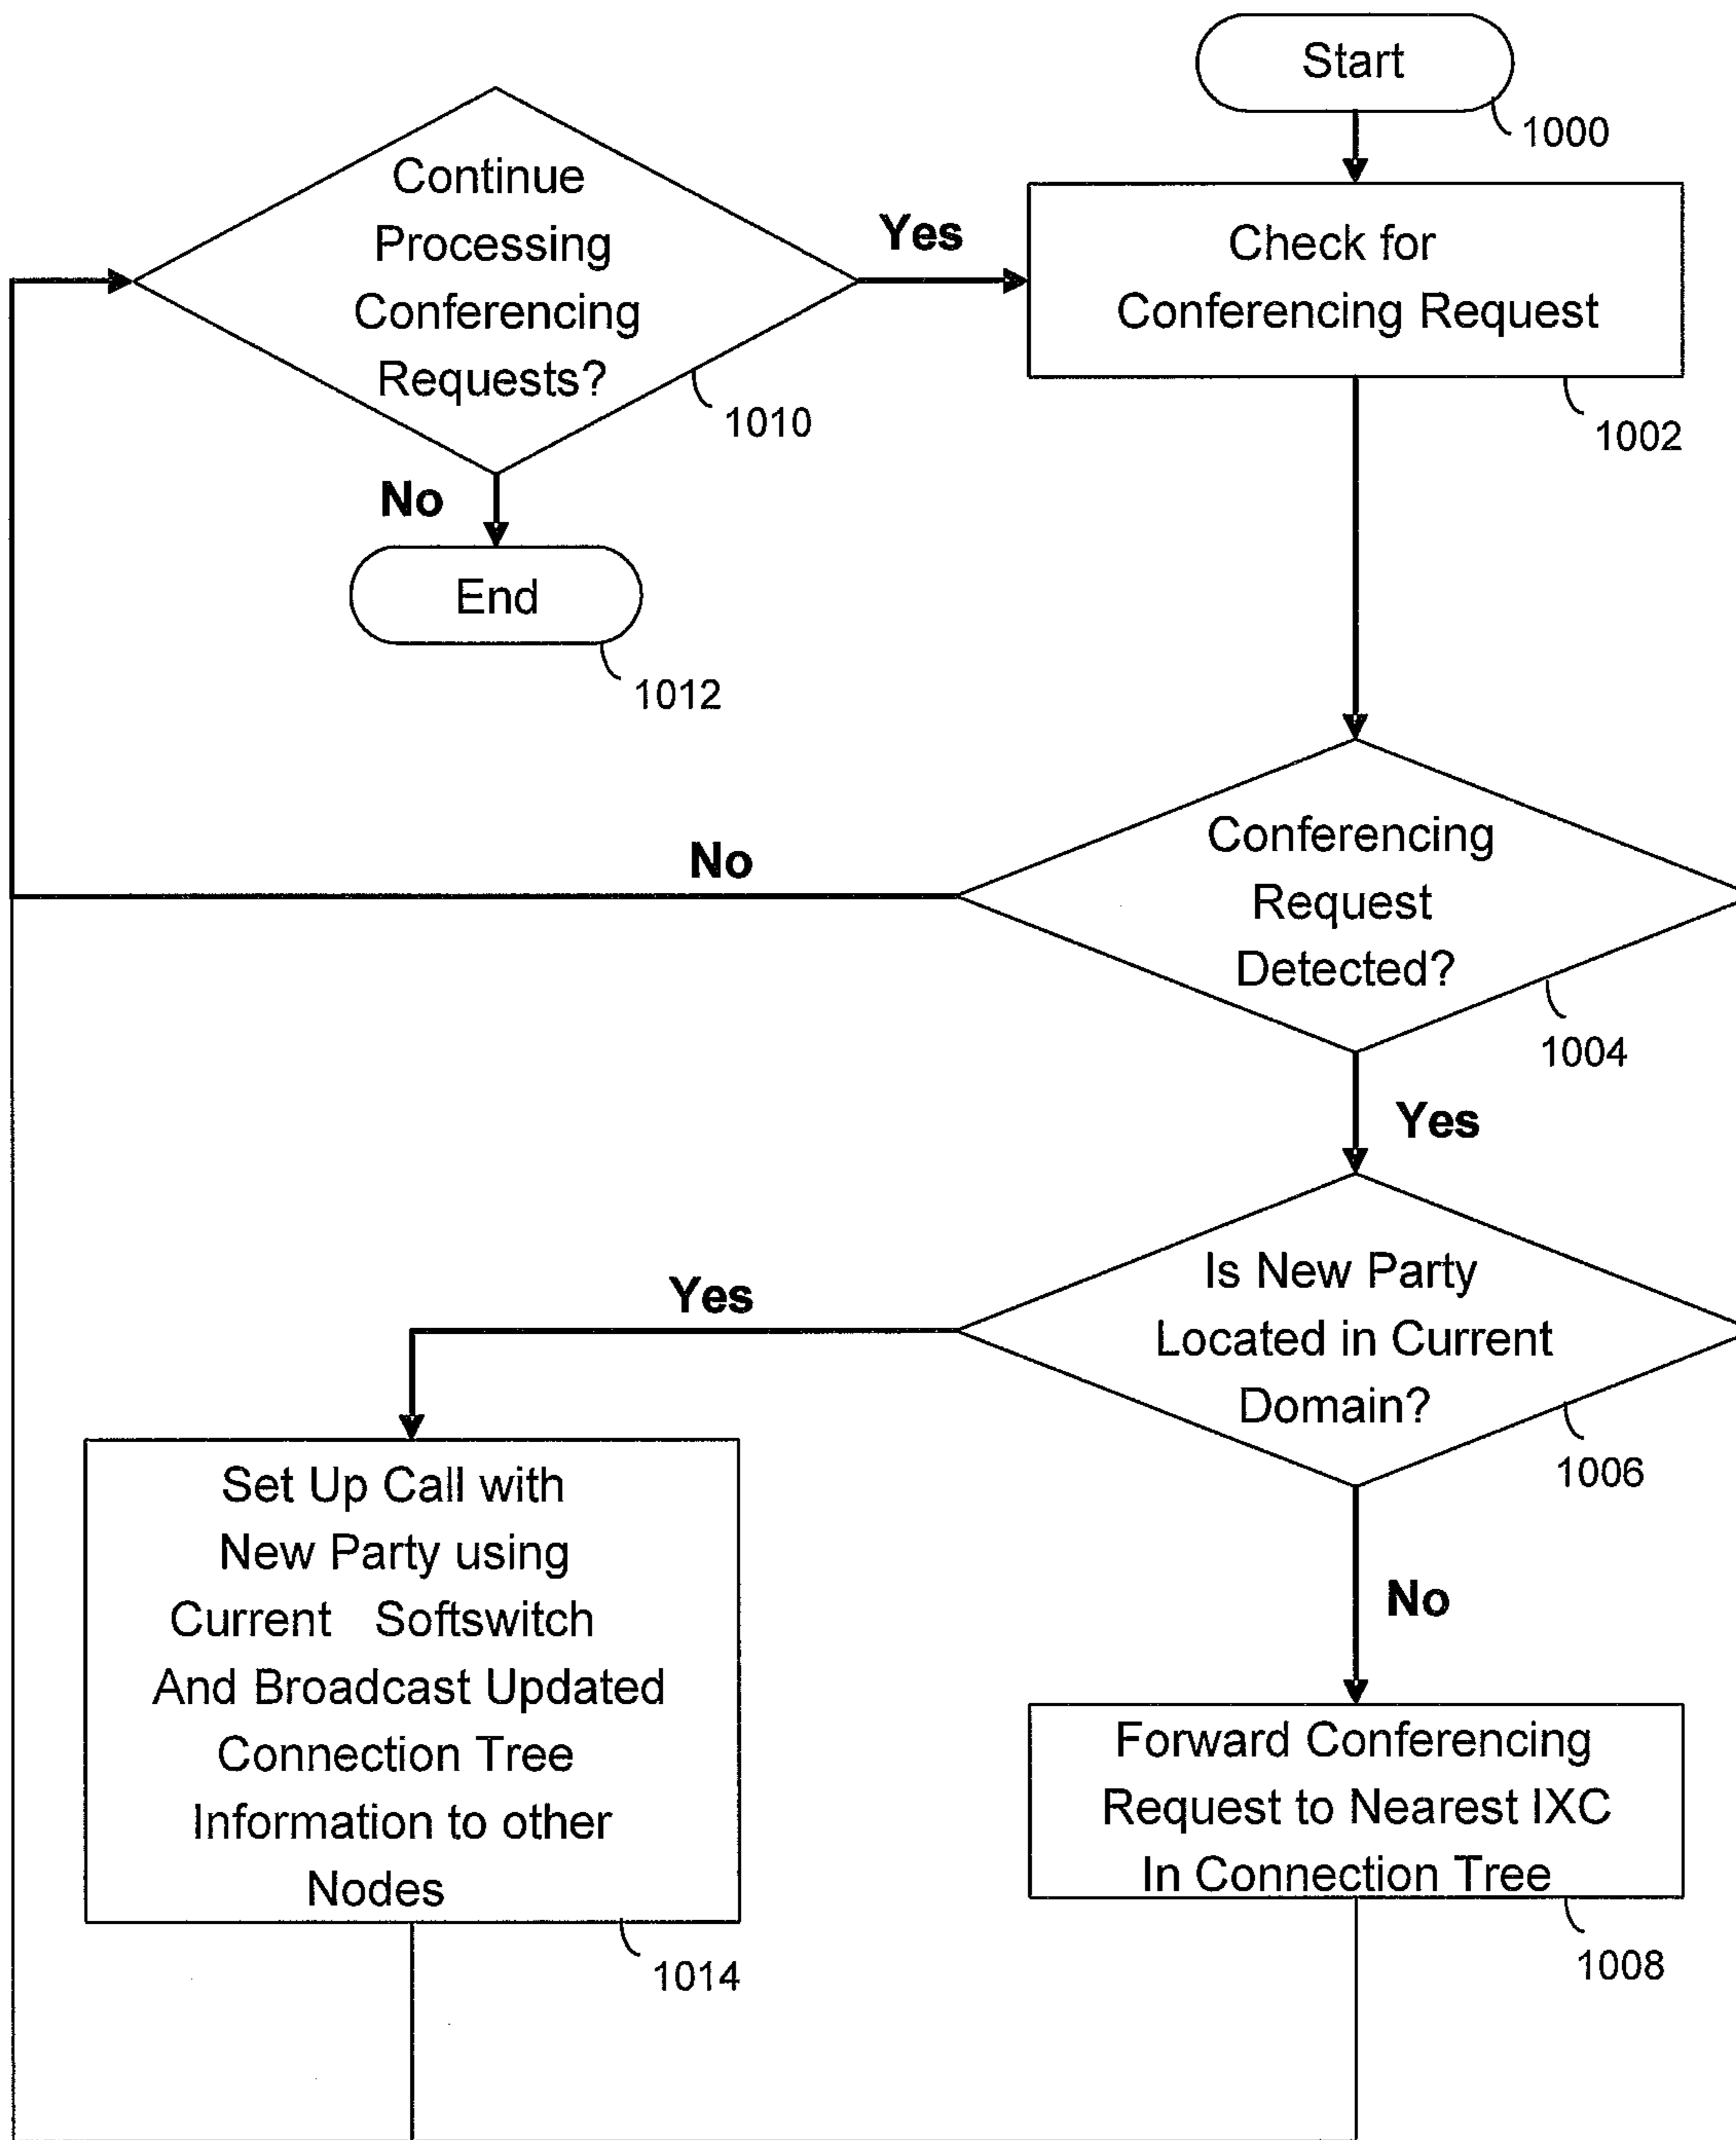 Start
1000
Continue
Processing
Conferencing
Requests?
1010
Yes
Check for
Conferencing Request
1002
No
End
1012
Conferencing
Request
Detected?
1004
No
Yes
Is New Party
Located in Current
Domain?
1006
Yes
No
Set Up Call with
New Party using
Current Softswitch
And Broadcast Updated
Connection Tree
Information to other
Nodes
1014
Forward Conferencing
Request to Nearest IXC
In Connection Tree
1008